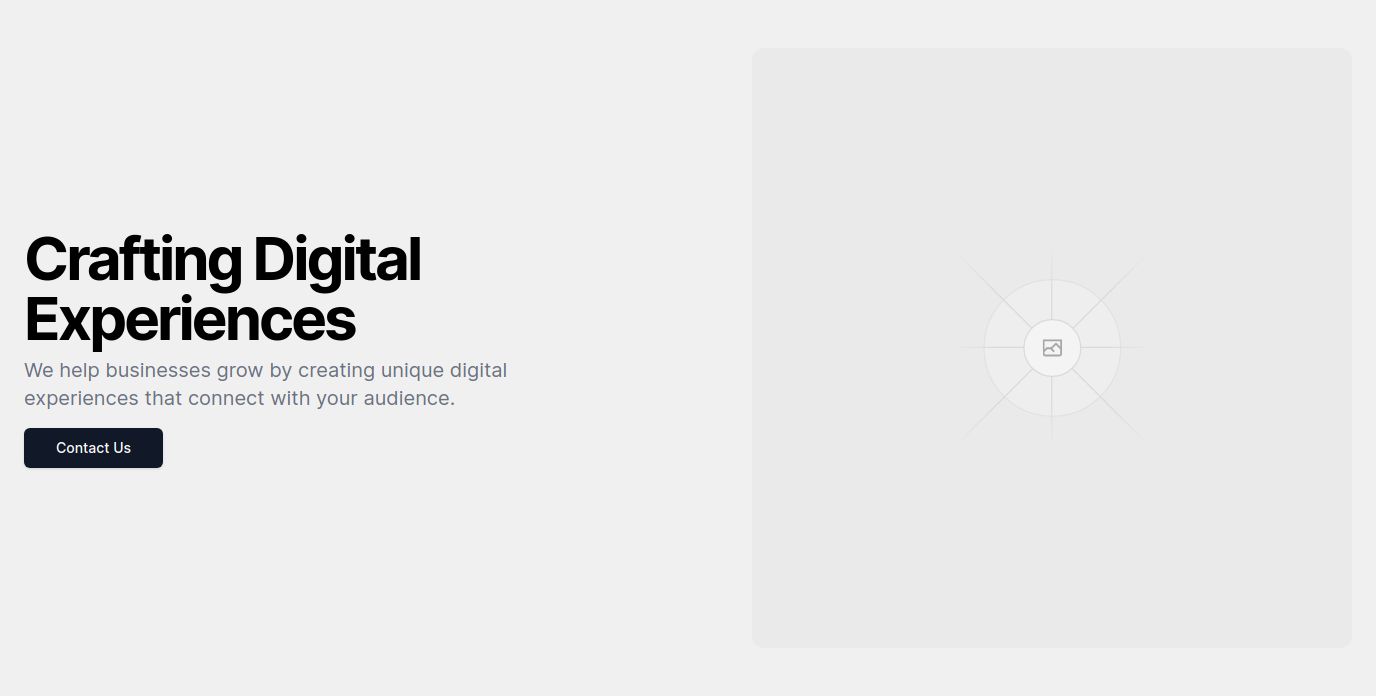 Crafting Digital
Experiences
We help businesses grow by creating unique digital
experiences that connect with your audience.
Contact Us